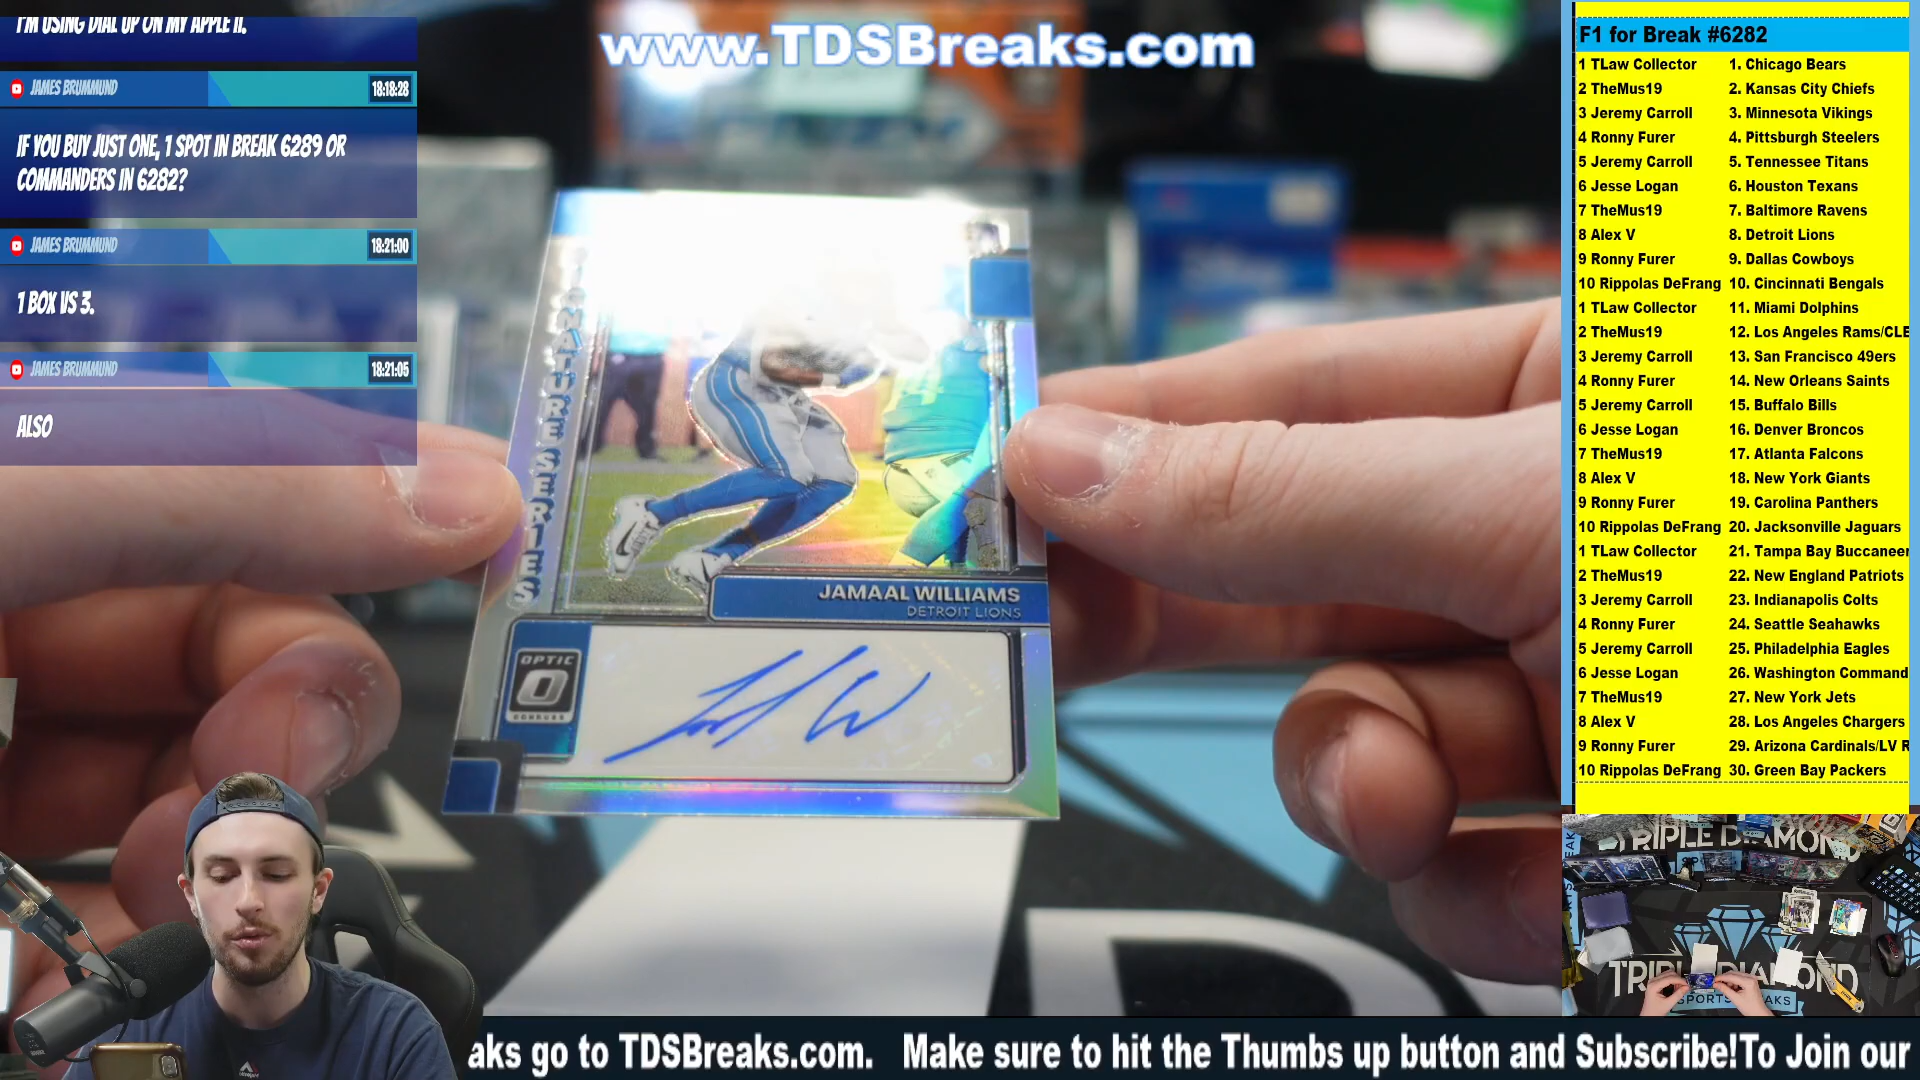 I'M USING DIAL UP ON MY APPLE II.
JAMES BRUMMUND 18:18:28
IF YOU BUY JUST ONE, 1 SPOT IN BREAK 6289 OR
COMMANDERS IN 6282?
JAMES BRUMMUND 18:21:00
1 BOX VS 3.
JAMES BRUMMUND 18:21:05
ALSO
www.TDSBreaks.com
SIGNATURE SERIES
JAMAAL WILLIAMS
DETROIT LIONS
OPTIC
DONRUSS
F1 for Break #6282
1 TLaw Collector 1. Chicago Bears
2 TheMus19 2. Kansas City Chiefs
3 Jeremy Carroll 3. Minnesota Vikings
4 Ronny Furer 4. Pittsburgh Steelers
5 Jeremy Carroll 5. Tennessee Titans
6 Jesse Logan 6. Houston Texans
7 TheMus19 7. Baltimore Ravens
8 Alex V 8. Detroit Lions
9 Ronny Furer 9. Dallas Cowboys
10 Rippolas DeFrang 10. Cincinnati Bengals
1 TLaw Collector 11. Miami Dolphins
2 TheMus19 12. Los Angeles Rams/CLE
3 Jeremy Carroll 13. San Francisco 49ers
4 Ronny Furer 14. New Orleans Saints
5 Jeremy Carroll 15. Buffalo Bills
6 Jesse Logan 16. Denver Broncos
7 TheMus19 17. Atlanta Falcons
8 Alex V 18. New York Giants
9 Ronny Furer 19. Carolina Panthers
10 Rippolas DeFrang 20. Jacksonville Jaguars
1 TLaw Collector 21. Tampa Bay Buccaneer
2 TheMus19 22. New England Patriots
3 Jeremy Carroll 23. Indianapolis Colts
4 Ronny Furer 24. Seattle Seahawks
5 Jeremy Carroll 25. Philadelphia Eagles
6 Jesse Logan 26. Washington Command
7 TheMus19 27. New York Jets
8 Alex V 28. Los Angeles Chargers
9 Ronny Furer 29. Arizona Cardinals/LV R
10 Rippolas DeFrang 30. Green Bay Packers
TRIPLE DIAMOND
TRIPLE DIAMOND
SPORTS BREAKS
aks go to TDSBreaks.com. Make sure to hit the Thumbs up button and Subscribe!To Join our